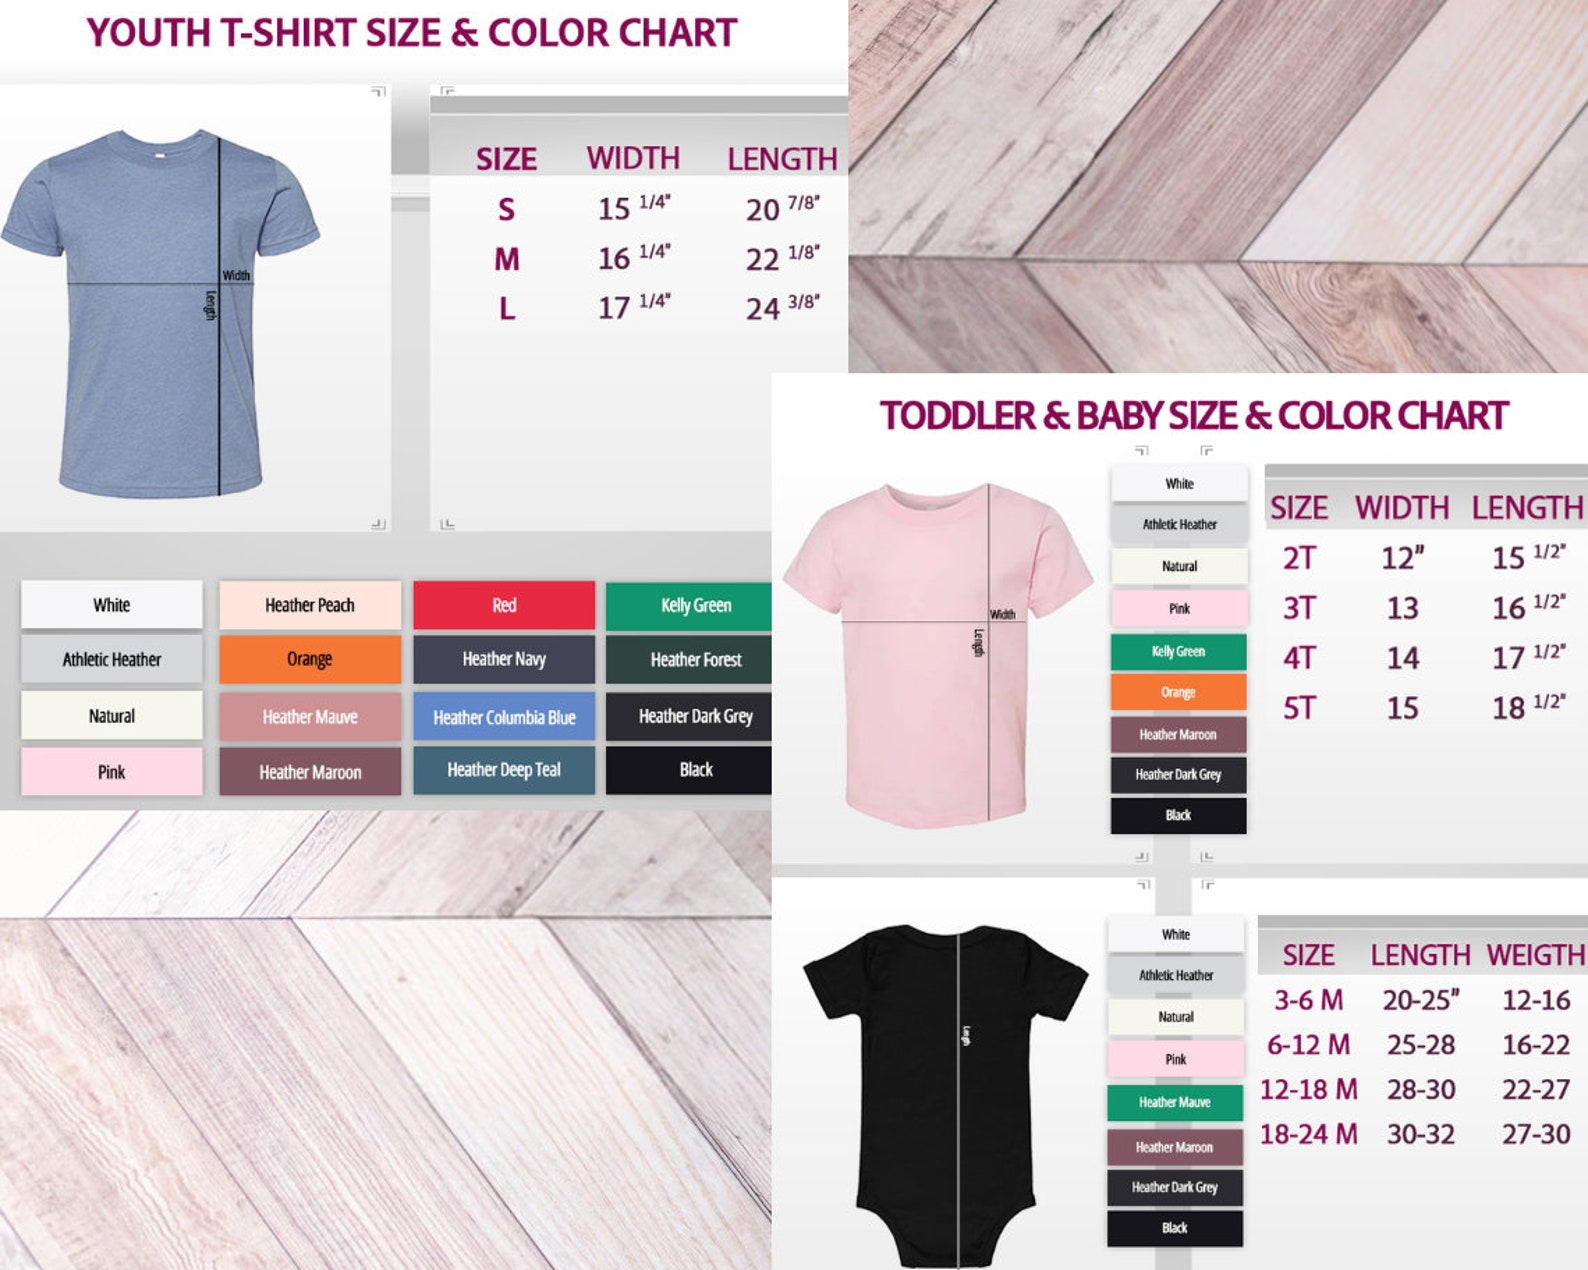 YOUTH T-SHIRT SIZE & COLOR CHART
Width
Length
SIZE WIDTH LENGTH
S 15 1/4" 20 7/8"
M 16 1/4" 22 1/8"
L 17 1/4" 24 3/8"
White Heather Peach Red Kelly Green
Athletic Heather Orange Heather Navy Heather Forest
Natural Heather Mauve Heather Columbia Blue Heather Dark Grey
Pink Heather Maroon Heather Deep Teal Black
TODDLER & BABY SIZE & COLOR CHART
Width
Length
White
Athletic Heather
Natural
Pink
Kelly Green
Orange
Heather Maroon
Heather Dark Grey
Black
SIZE WIDTH LENGTH
2T 12" 15 1/2"
3T 13 16 1/2"
4T 14 17 1/2"
5T 15 18 1/2"
Length
White
Athletic Heather
Natural
Pink
Heather Mauve
Heather Maroon
Heather Dark Grey
Black
SIZE LENGTH WEIGTH
3-6 M 20-25" 12-16
6-12 M 25-28 16-22
12-18 M 28-30 22-27
18-24 M 30-32 27-30